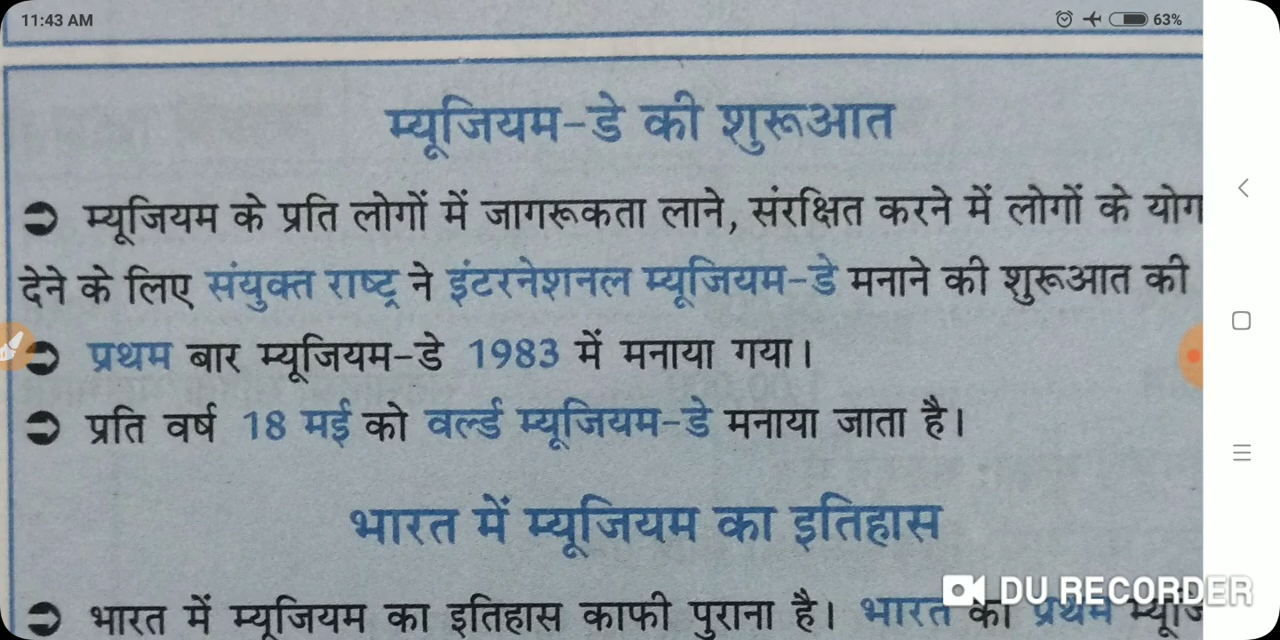 11:43 AM
63%
म्यूजियम-डे की शुरूआत
➲ म्यूजियम के प्रति लोगों में जागरूकता लाने, संरक्षित करने में लोगों के योग
देने के लिए संयुक्त राष्ट्र ने इंटरनेशनल म्यूजियम-डे मनाने की शुरूआत की
➲ प्रथम बार म्यूजियम-डे 1983 में मनाया गया।
➲ प्रति वर्ष 18 मई को वर्ल्ड म्यूजियम-डे मनाया जाता है।
भारत में म्यूजियम का इतिहास
➲ भारत में म्यूजियम का इतिहास काफी पुराना है। भारत का प्रथम
DU RECORDER